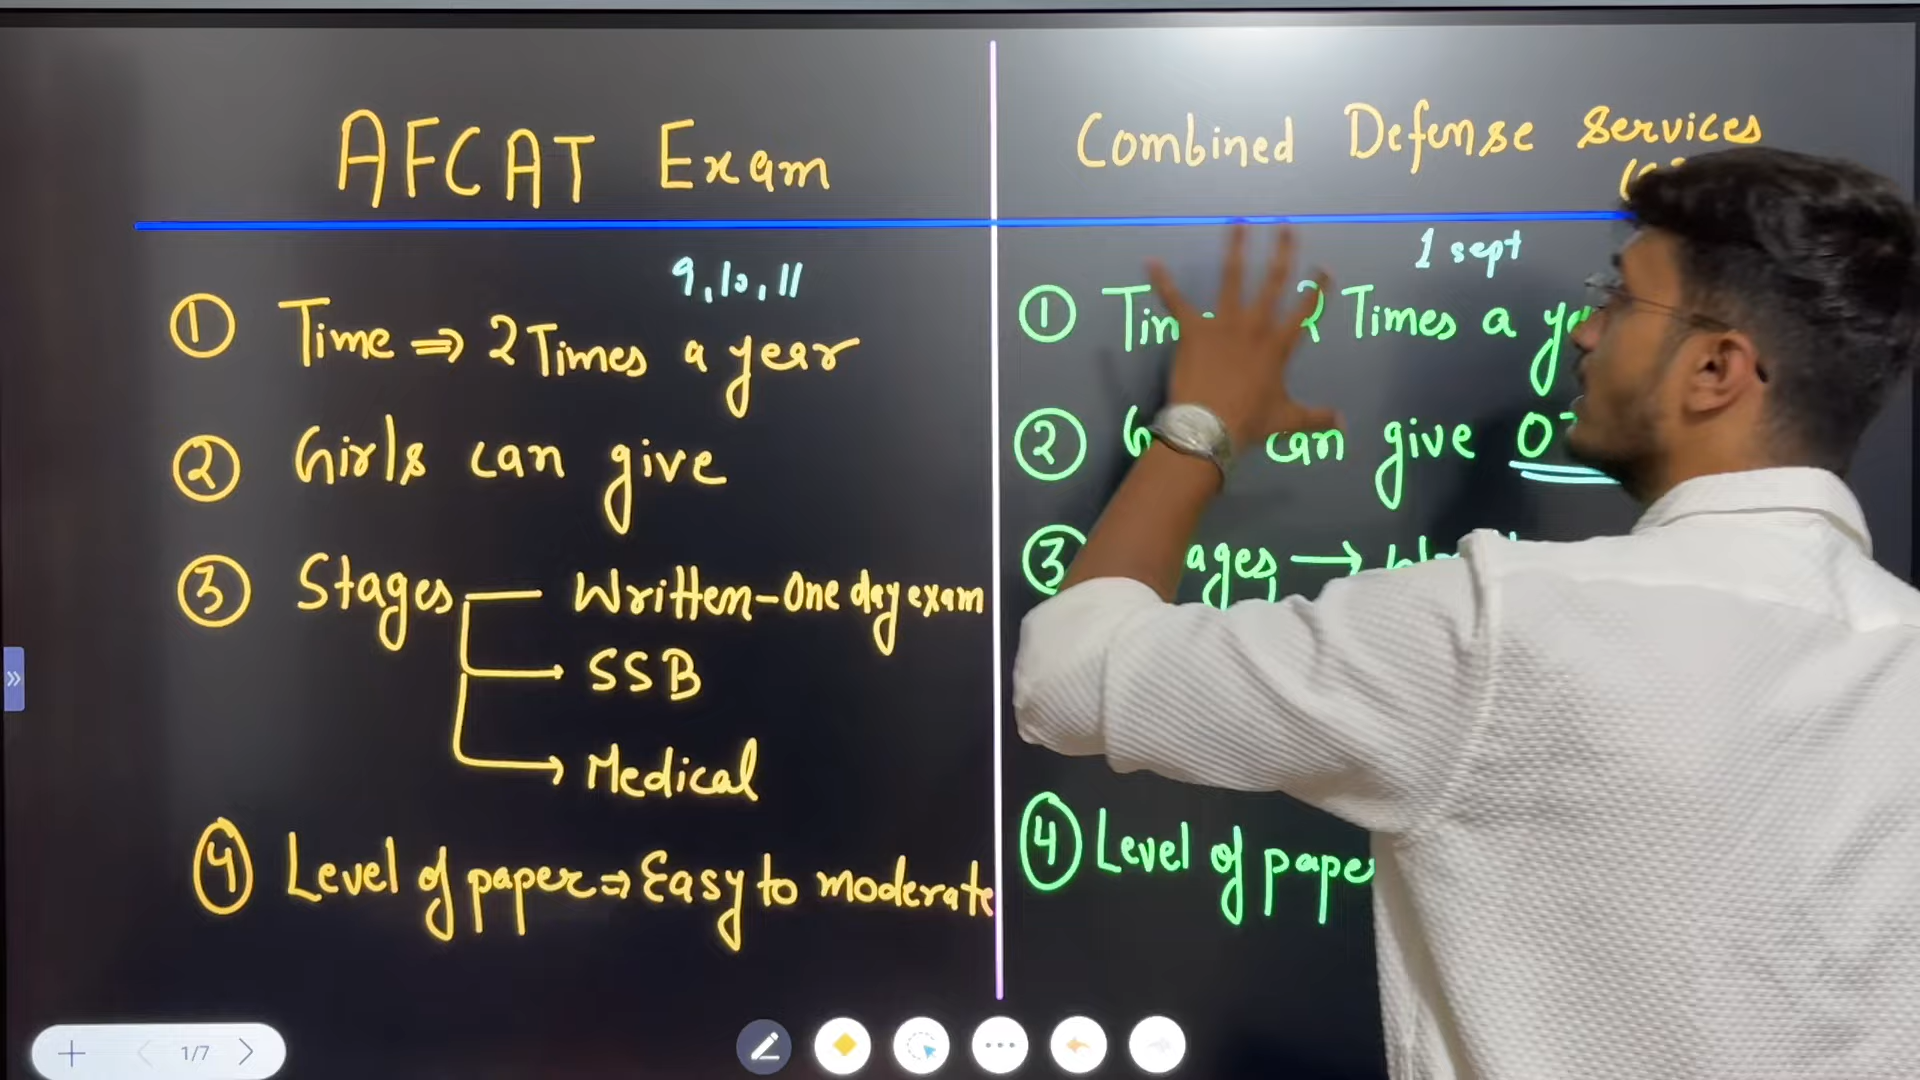 AFCAT Exam
9, 10, 11
① Time ⇒ 2 Times a year
② Girls can give
③ Stages — Written - One day exam
→ SSB
→ Medical
④ Level of paper ⇒ Easy to moderate
Combined Defense Services
1 sept
① 2 Times a
② can give
③ →
④ Level of
1/7